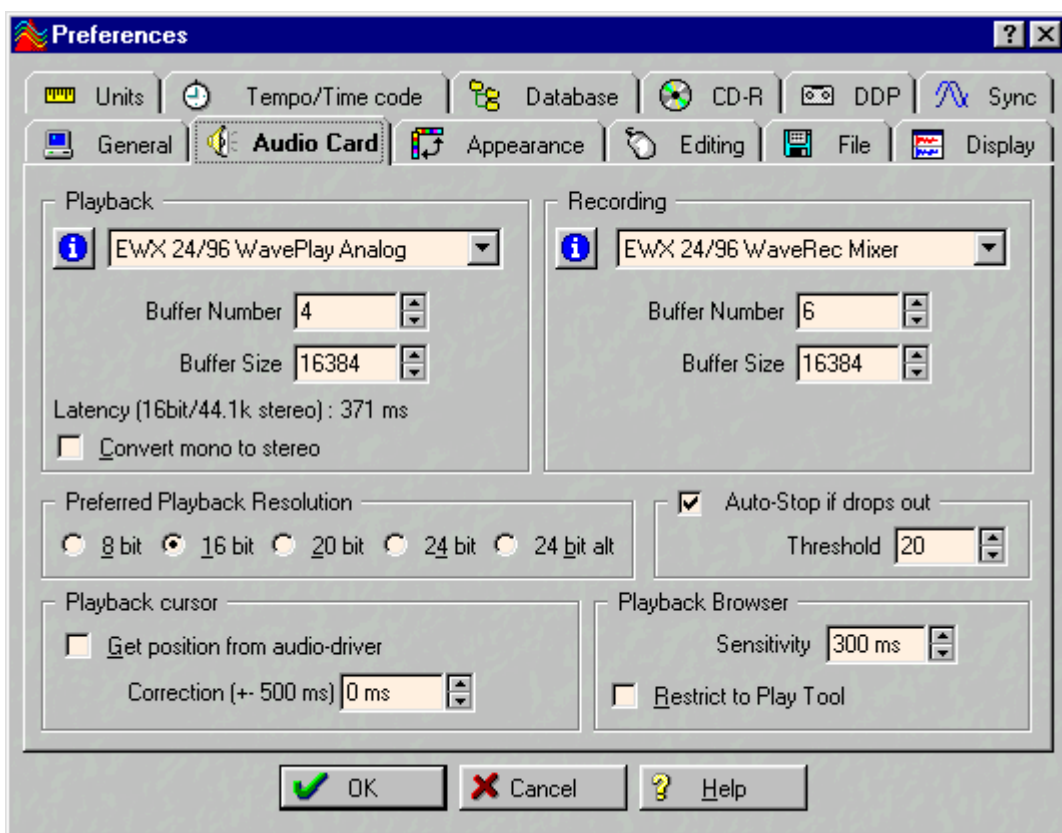 Preferences
Units Tempo/Time code Database CD-R DDP Sync
General Audio Card Appearance Editing File Display
Playback
EWX 24/96 WavePlay Analog
Buffer Number 4
Buffer Size 16384
Latency (16bit/44.1k stereo) : 371 ms
Convert mono to stereo
Recording
EWX 24/96 WaveRec Mixer
Buffer Number 6
Buffer Size 16384
Preferred Playback Resolution
8 bit 16 bit 20 bit 24 bit 24 bit alt
Auto-Stop if drops out
Threshold 20
Playback cursor
Get position from audio-driver
Correction (+- 500 ms) 0 ms
Playback Browser
Sensitivity 300 ms
Restrict to Play Tool
OK Cancel Help